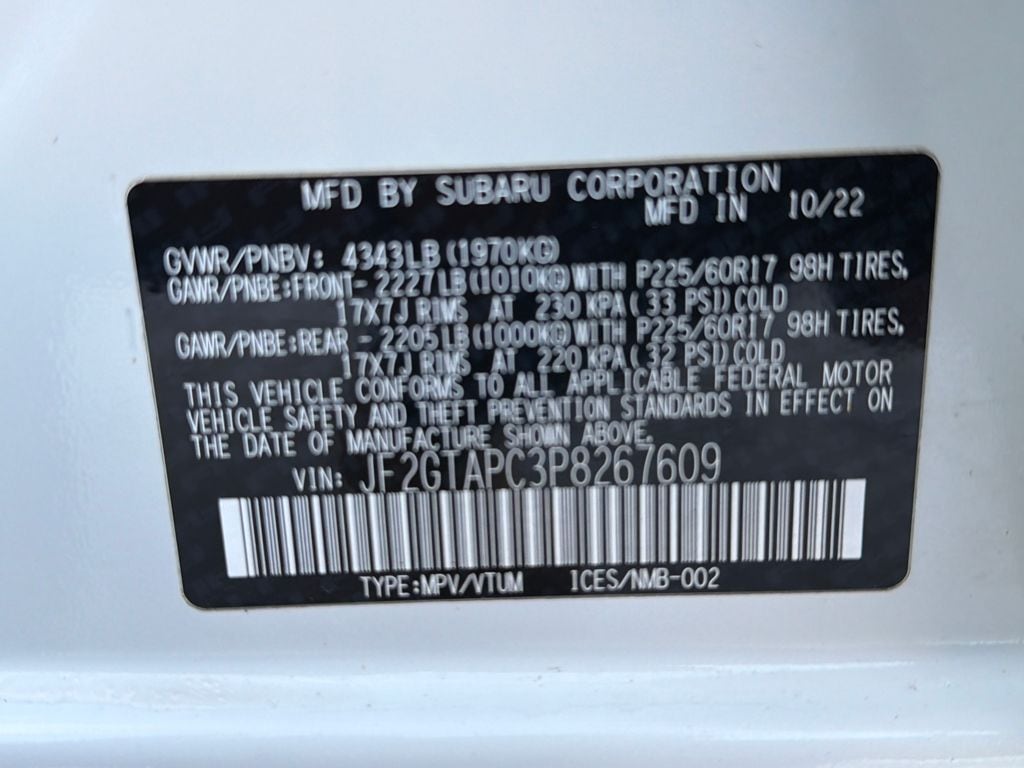 MFD BY SUBARU CORPORATION
MFD IN 10/22
GVWR/PNBV: 4343LB(1970KG)
GAWR/PNBE:FRONT- 2227LB(1010KG)WITH P225/60R17 98H TIRES,
17X7J RIMS AT 230 KPA( 33 PSI)COLD
GAWR/PNBE:REAR - 2205LB(1000KG)WITH P225/60R17 98H TIRES,
17X7J RIMS AT 220 KPA( 32 PSI)COLD
THIS VEHICLE CONFORMS TO ALL APPLICABLE FEDERAL MOTOR
VEHICLE SAFETY AND THEFT PREVENTION STANDARDS IN EFFECT ON
THE DATE OF MANUFACTURE SHOWN ABOVE.
VIN: JF2GTAPC3P8267609
TYPE:MPV/VTUM ICES/NMB-002